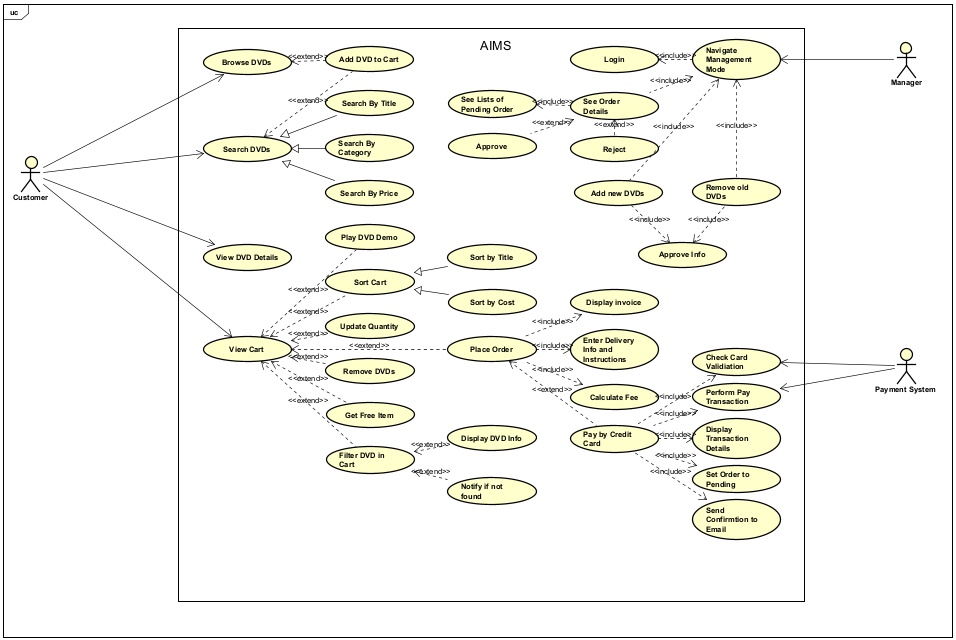 uc
AIMS
Browse DVDs
<<extend>>
Add DVD to Cart
Login
<<include>>
Navigate
Management
Mode
Manager
Search By Title
<<extend>>
See Lists of
Pending Order
<<include>>
See Order
Details
<<include>>
Search DVDs
Search By
Category
Approve
<<extend>>
<<extend>>
Reject
<<include>>
<<include>>
Customer
Search By Price
Add new DVDs
Remove old
DVDs
<<include>>
<<include>>
Play DVD Demo
View DVD Details
Sort by Title
Approve Info
Sort Cart
<<extend>>
Sort by Cost
Display invoice
<<extend>>
Update Quantity
<<include>>
<<extend>>
View Cart
<<extend>>
Place Order
<<include>>
Enter Delivery
Info and
Instructions
<<extend>>
Remove DVDs
<<include>>
Check Card
Validiation
Payment System
<<extend>>
<<extend>>
Calculate Fee
<<include>>
Perform Pay
Transaction
<<extend>>
Get Free Item
<<include>>
Filter DVD in
Cart
<<extend>>
Display DVD Info
Pay by Credit
Card
<<include>>
Display
Transaction
Details
<<include>>
<<extend>>
<<include>>
Set Order to
Pending
Notify if not
found
Send
Confirmtion to
Email